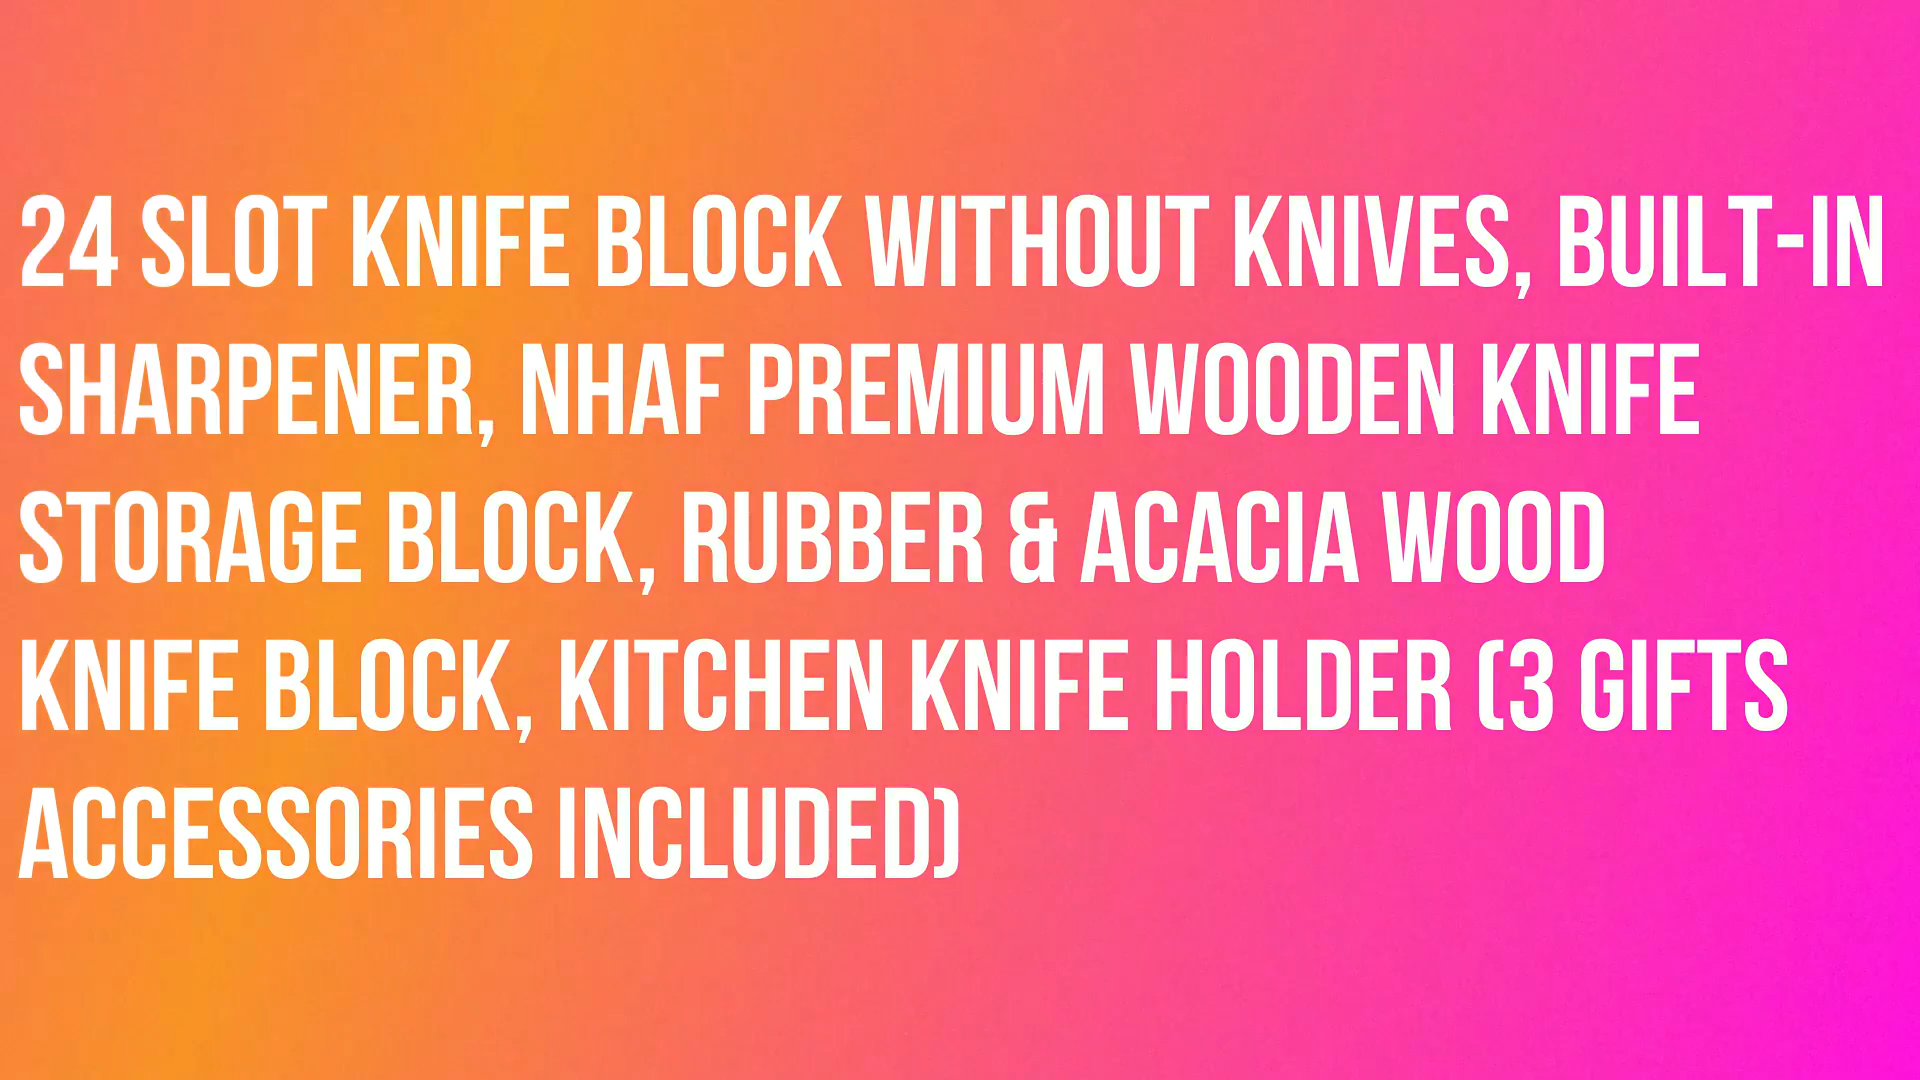 24 SLOT KNIFE BLOCK WITHOUT KNIVES, BUILT-IN
SHARPENER, NHAF PREMIUM WOODEN KNIFE
STORAGE BLOCK, RUBBER & ACACIA WOOD
KNIFE BLOCK, KITCHEN KNIFE HOLDER (3 GIFTS
ACCESSORIES INCLUDED)